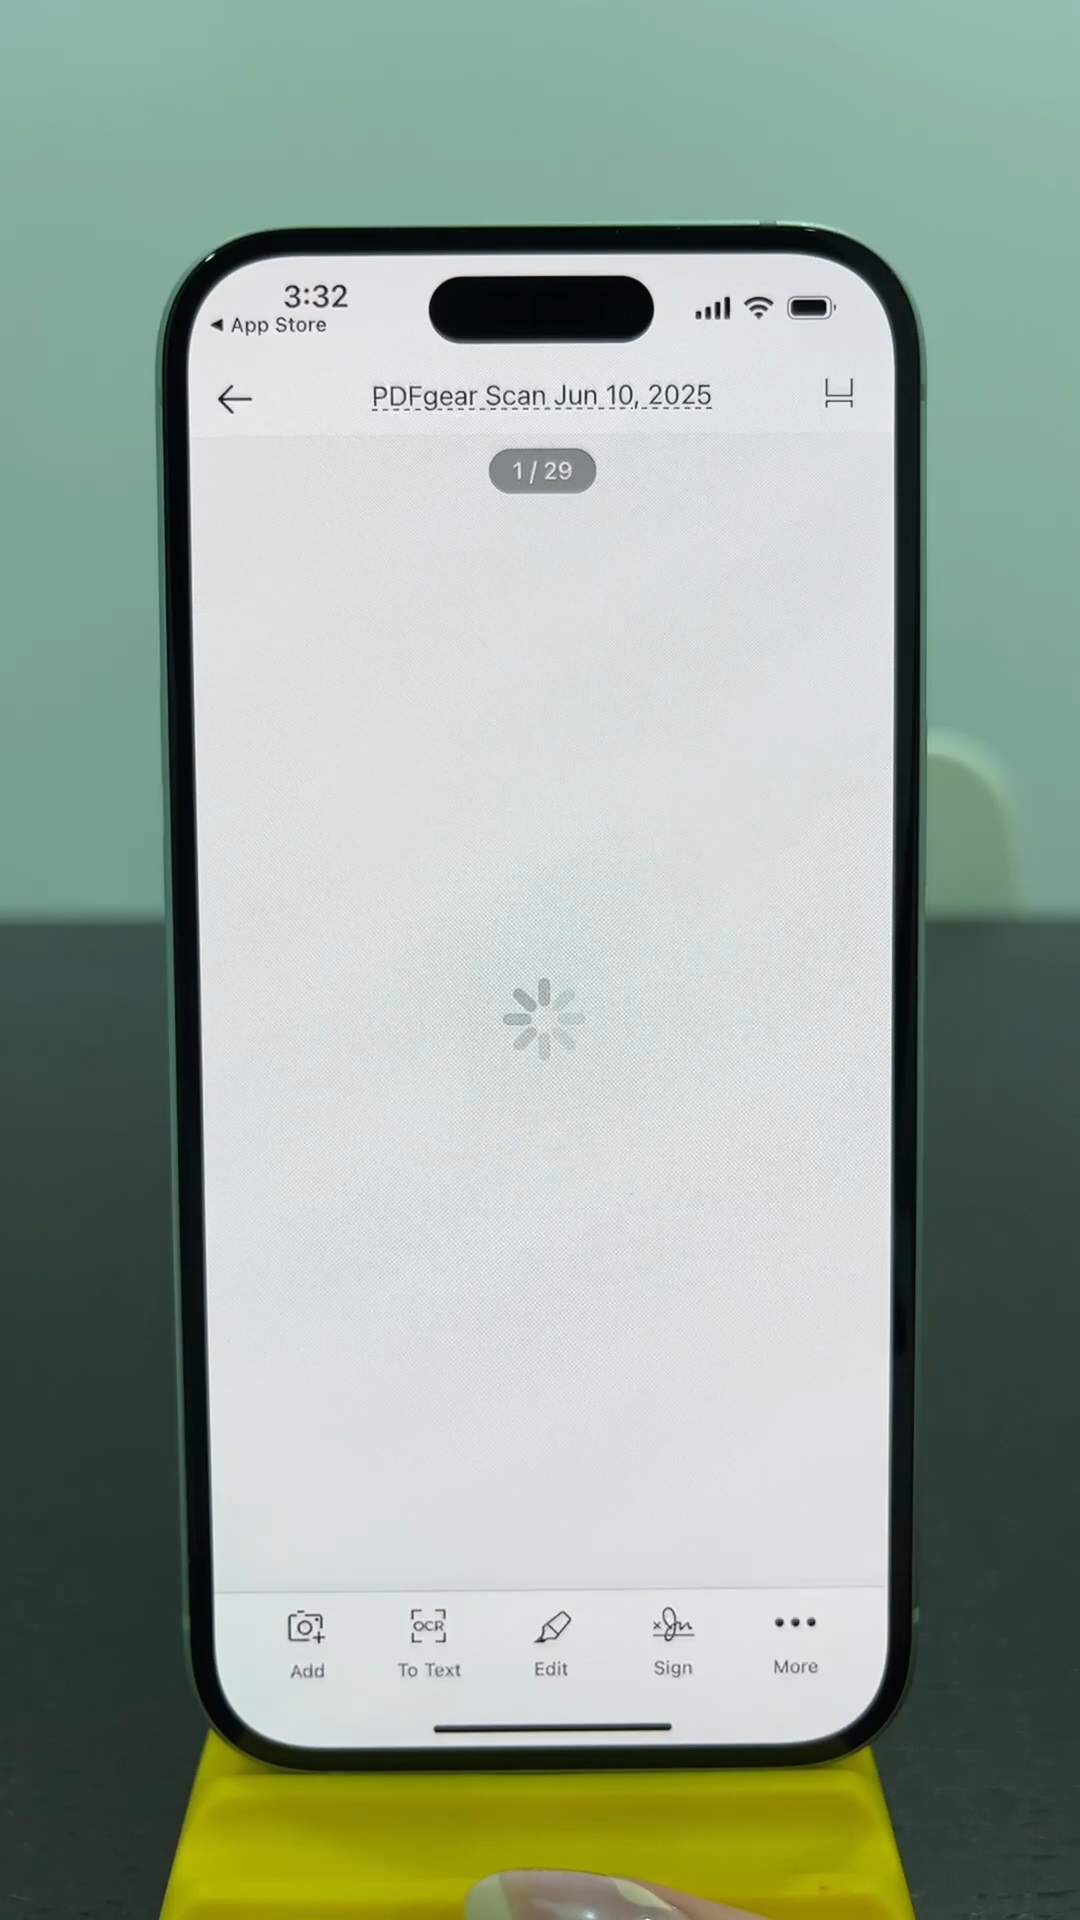 3:32
◀ App Store
PDFgear Scan Jun 10, 2025
1 / 29
OCR
Add
To Text
Edit
Sign
More